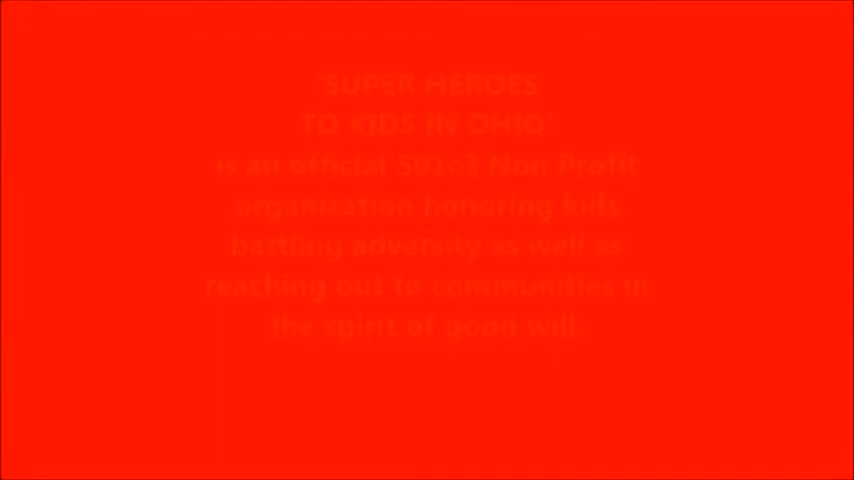 'SUPER HEROES
TO KIDS IN OHIO'
is an official 501c3 Non Profit
organization honoring kids
battling adversity as well as
reaching out to communities in
the spirit of good will.